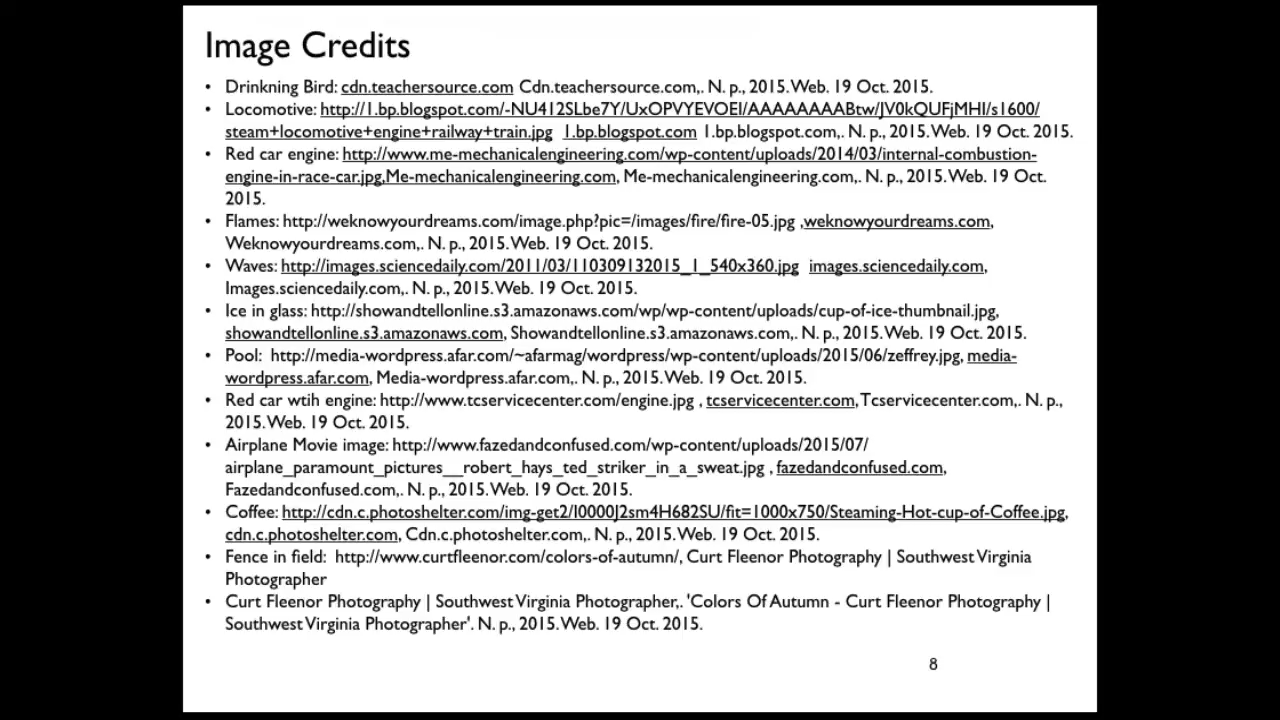 Image Credits
• Drinkning Bird: cdn.teachersource.com Cdn.teachersource.com,. N. p., 2015. Web. 19 Oct. 2015.
• Locomotive: http://1.bp.blogspot.com/-NU412SLbe7Y/UxOPVYEVOEI/AAAAAAAABtw/JV0kQUFjMHI/s1600/
steam+locomotive+engine+railway+train.jpg 1.bp.blogspot.com 1.bp.blogspot.com,. N. p., 2015. Web. 19 Oct. 2015.
• Red car engine: http://www.me-mechanicalengineering.com/wp-content/uploads/2014/03/internal-combustion-
engine-in-race-car.jpg,Me-mechanicalengineering.com, Me-mechanicalengineering.com,. N. p., 2015. Web. 19 Oct.
2015.
• Flames: http://weknowyourdreams.com/image.php?pic=/images/fire/fire-05.jpg ,weknowyourdreams.com,
Weknowyourdreams.com,. N. p., 2015. Web. 19 Oct. 2015.
• Waves: http://images.sciencedaily.com/2011/03/110309132015_1_540x360.jpg images.sciencedaily.com,
Images.sciencedaily.com,. N. p., 2015. Web. 19 Oct. 2015.
• Ice in glass: http://showandtellonline.s3.amazonaws.com/wp/wp-content/uploads/cup-of-ice-thumbnail.jpg,
showandtellonline.s3.amazonaws.com, Showandtellonline.s3.amazonaws.com,. N. p., 2015. Web. 19 Oct. 2015.
• Pool: http://media-wordpress.afar.com/~afarmag/wordpress/wp-content/uploads/2015/06/zeffrey.jpg, media-
wordpress.afar.com, Media-wordpress.afar.com,. N. p., 2015. Web. 19 Oct. 2015.
• Red car wtih engine: http://www.tcservicecenter.com/engine.jpg , tcservicecenter.com, Tcservicecenter.com,. N. p.,
2015. Web. 19 Oct. 2015.
• Airplane Movie image: http://www.fazedandconfused.com/wp-content/uploads/2015/07/
airplane_paramount_pictures__robert_hays_ted_striker_in_a_sweat.jpg , fazedandconfused.com,
Fazedandconfused.com,. N. p., 2015. Web. 19 Oct. 2015.
• Coffee: http://cdn.c.photoshelter.com/img-get2/I0000J2sm4H682SU/fit=1000x750/Steaming-Hot-cup-of-Coffee.jpg,
cdn.c.photoshelter.com, Cdn.c.photoshelter.com,. N. p., 2015. Web. 19 Oct. 2015.
• Fence in field: http://www.curtfleenor.com/colors-of-autumn/, Curt Fleenor Photography | Southwest Virginia
Photographer
• Curt Fleenor Photography | Southwest Virginia Photographer,. 'Colors Of Autumn - Curt Fleenor Photography |
Southwest Virginia Photographer'. N. p., 2015. Web. 19 Oct. 2015.
8